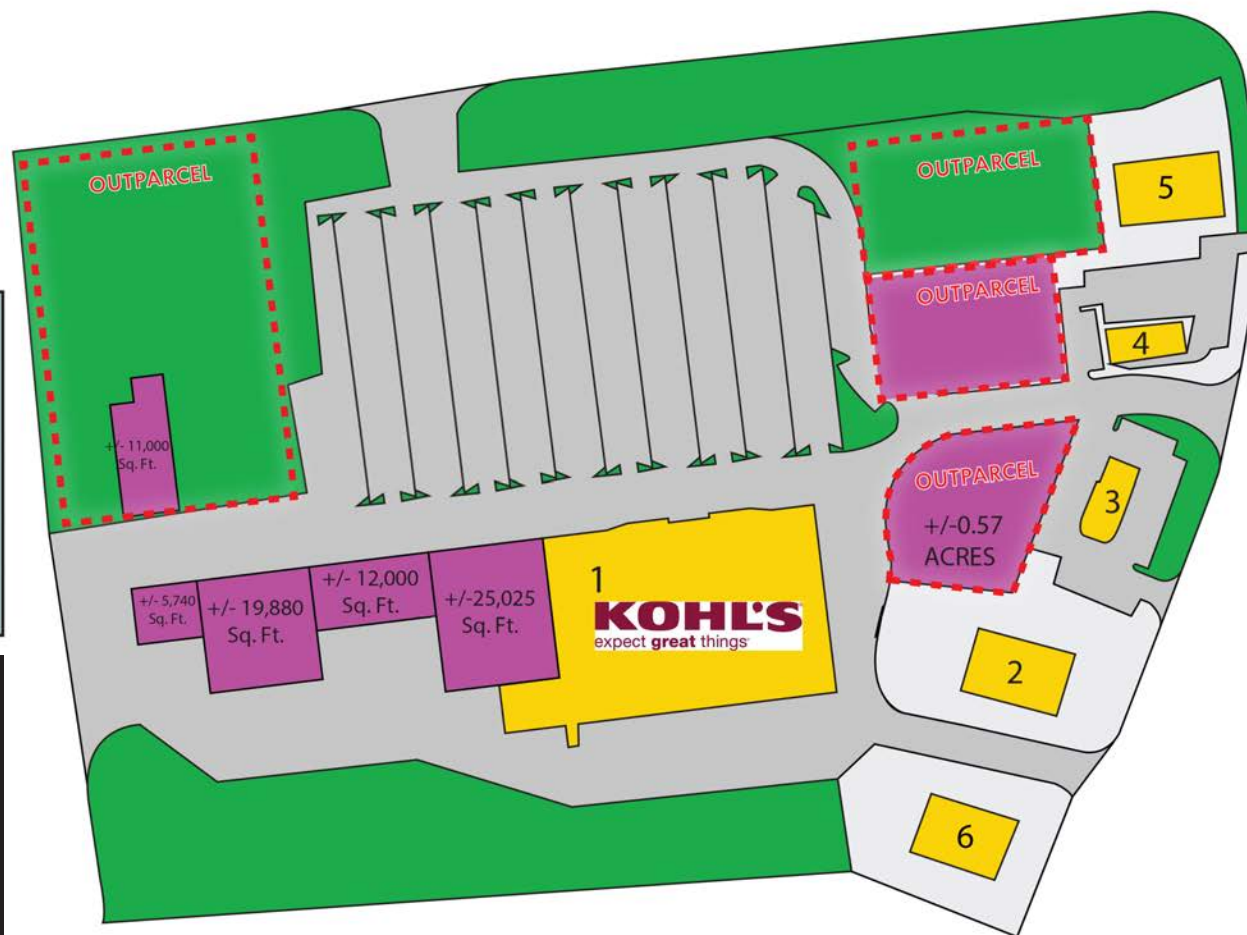 OUTPARCEL
OUTPARCEL
5
OUTPARCEL
4
+/- 11,000
Sq. Ft.
OUTPARCEL
+/-0.57
ACRES
3
+/- 5,740
Sq. Ft.
+/- 19,880
Sq. Ft.
+/- 12,000
Sq. Ft.
+/-25,025
Sq. Ft.
1
KOHL'S
expect great things
2
6